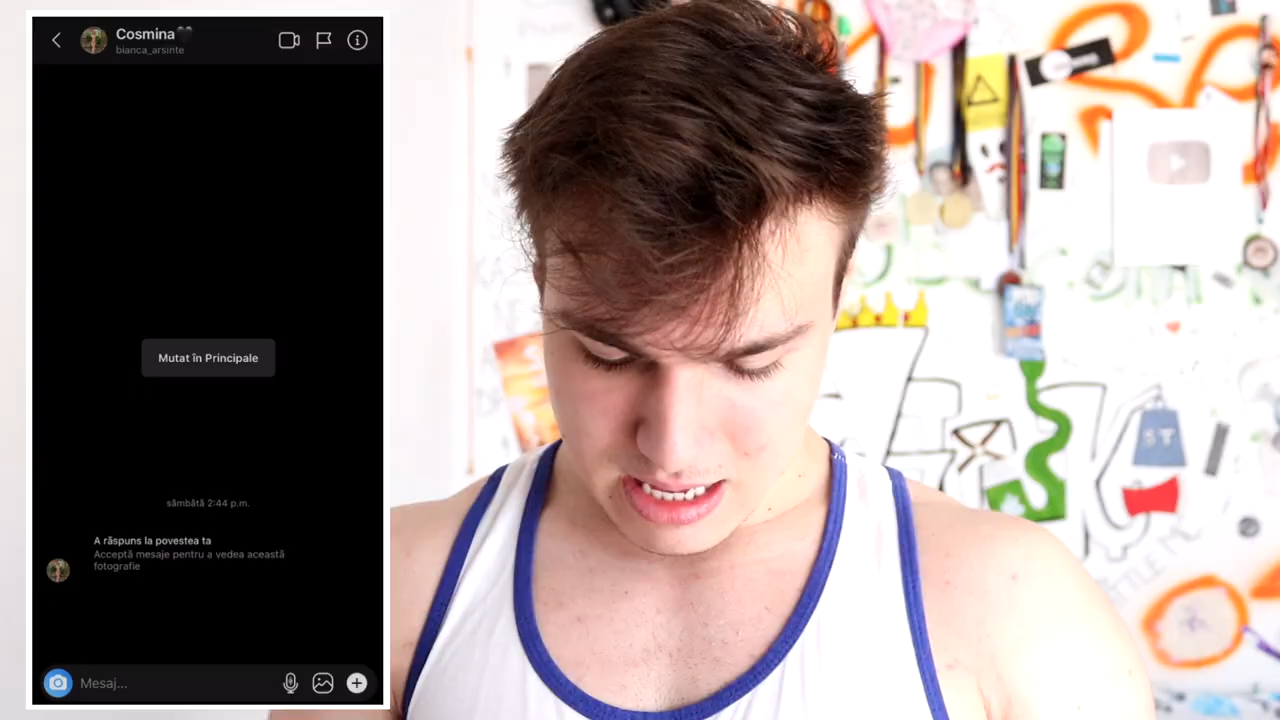 Cosmina🖤
bianca_arsinte
Mutat în Principale
sâmbătă 2:44 p.m.
A răspuns la povestea ta
Acceptă mesaje pentru a vedea această
fotografie
Mesaj...
ST